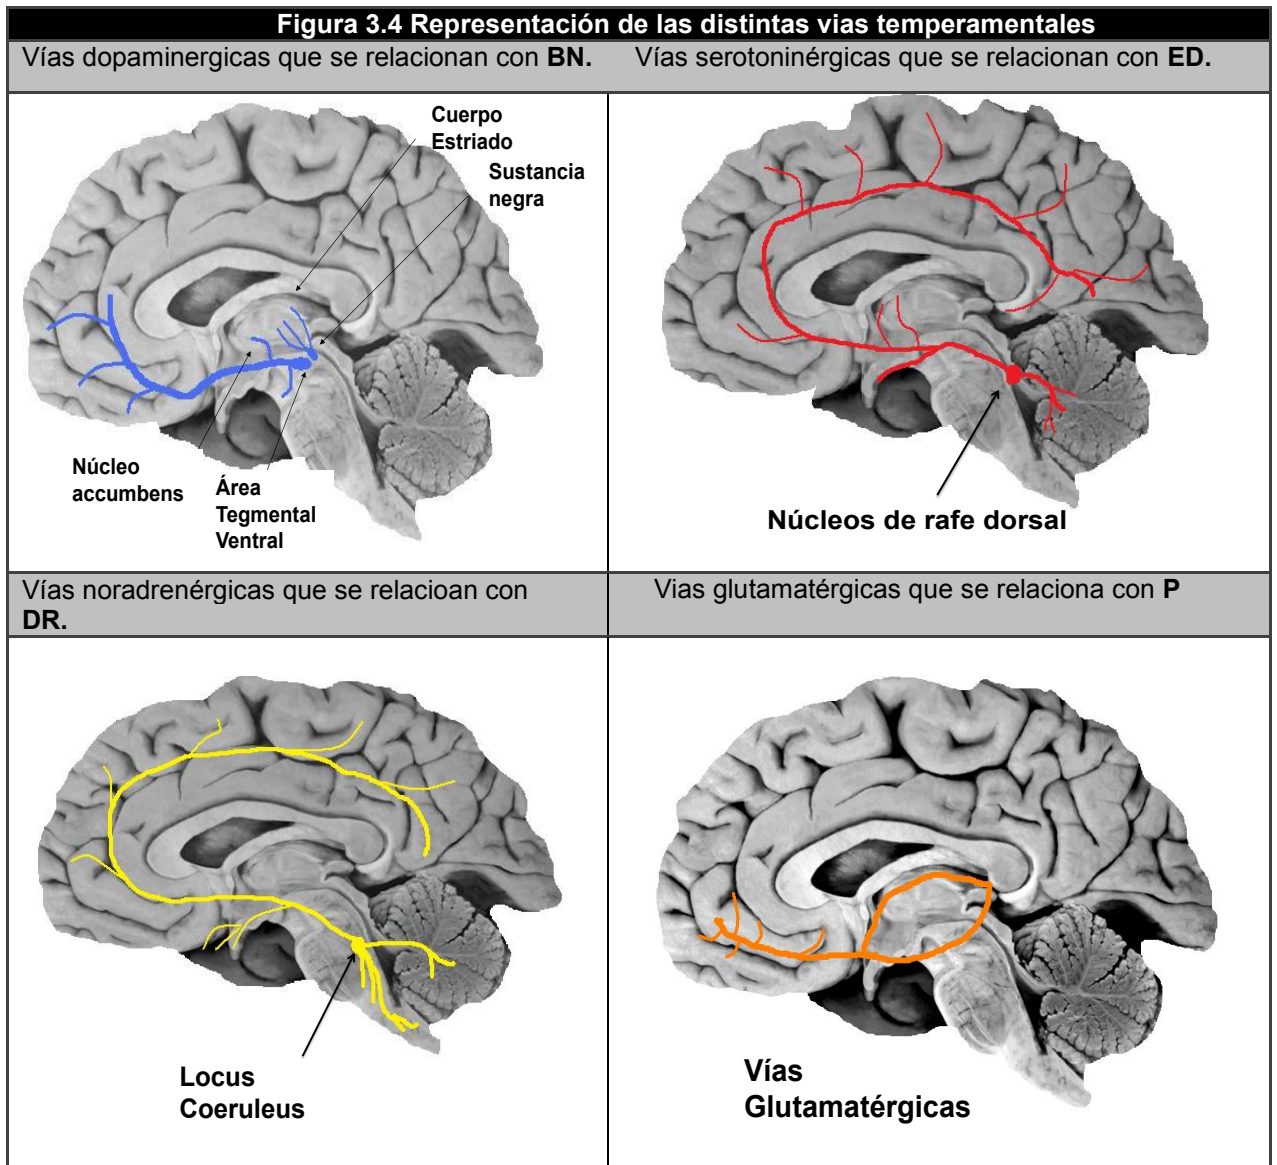 Figura 3.4 Representación de las distintas vias temperamentales
Vías dopaminergicas que se relacionan con BN.
Vías serotoninérgicas que se relacionan con ED.
Cuerpo
Estriado
Sustancia
negra
Núcleo
accumbens
Área
Tegmental
Ventral
Núcleos de rafe dorsal
Vías noradrenérgicas que se relacioan con
DR.
Vias glutamatérgicas que se relaciona con P
Locus
Coeruleus
Vías
Glutamatérgicas